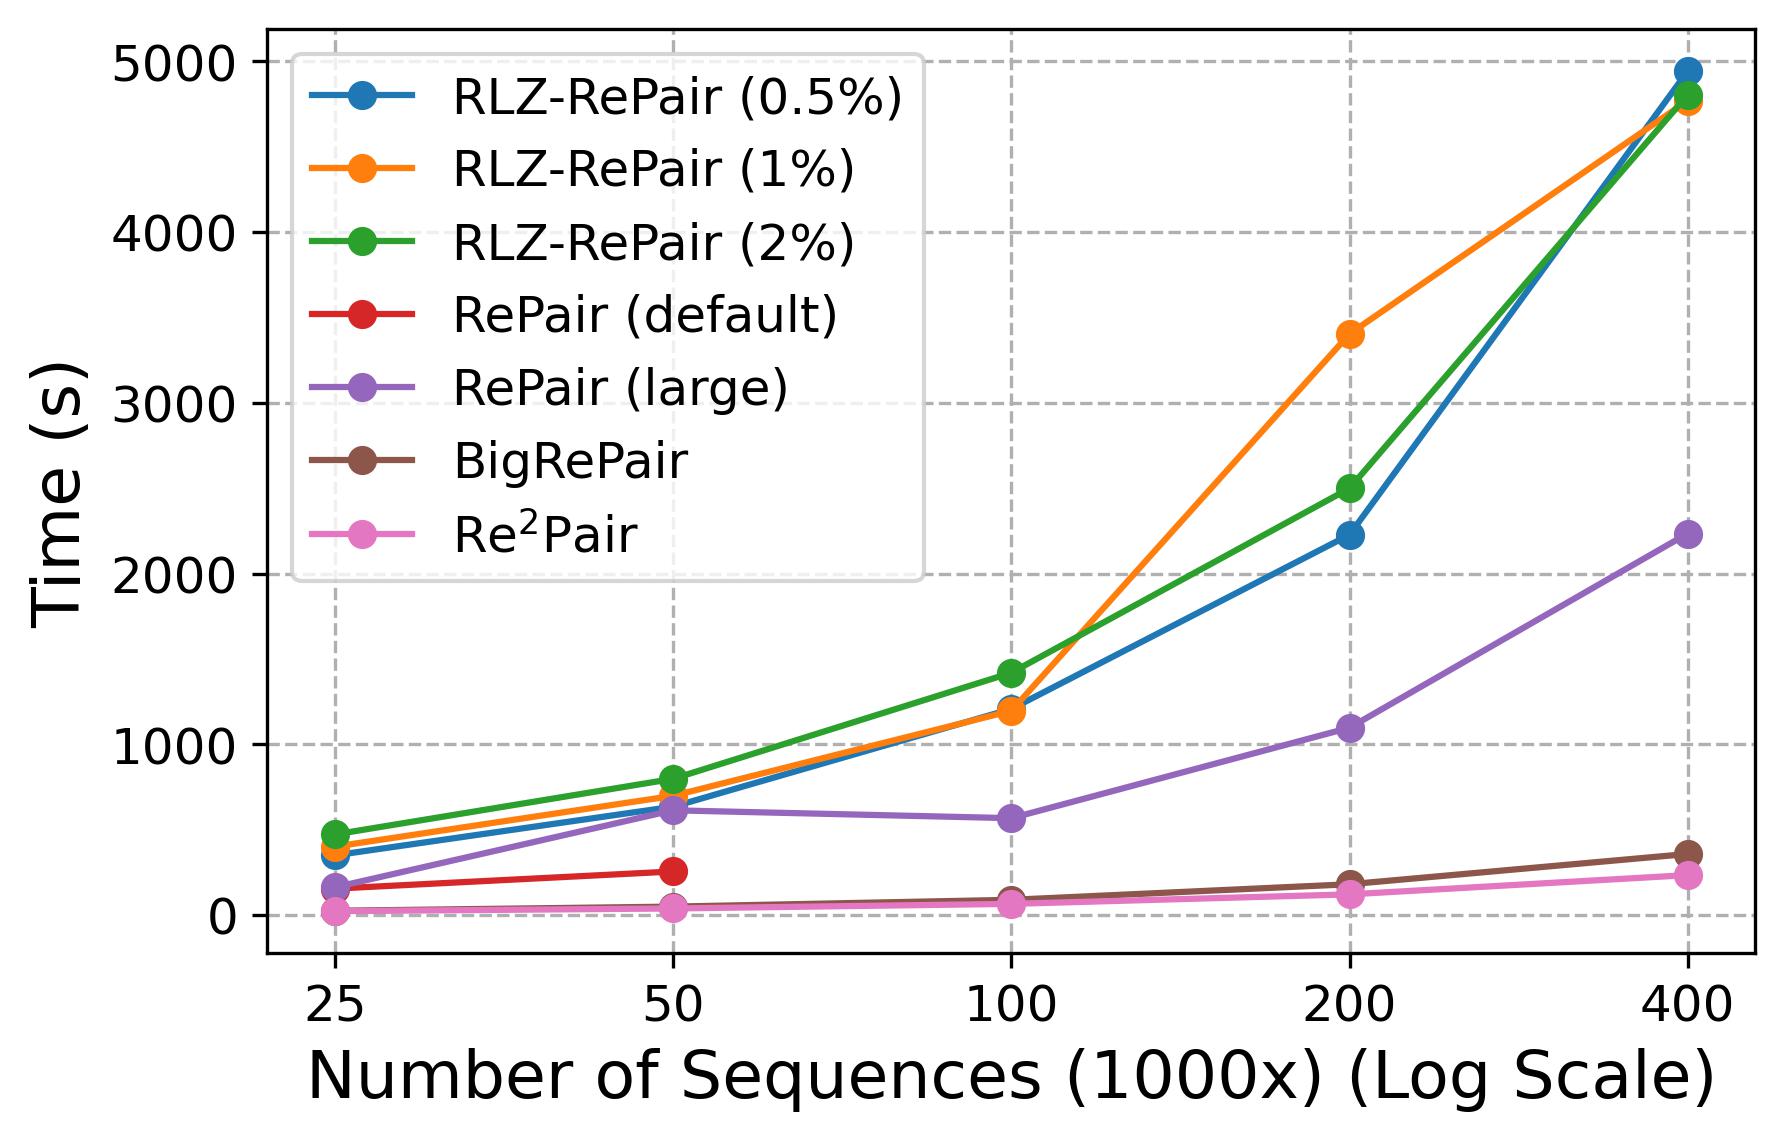 5000
4000
3000
2000
1000
0
Time (s)
RLZ-RePair (0.5%)
RLZ-RePair (1%)
RLZ-RePair (2%)
RePair (default)
RePair (large)
BigRePair
Re²Pair
25 50 100 200 400
Number of Sequences (1000x) (Log Scale)